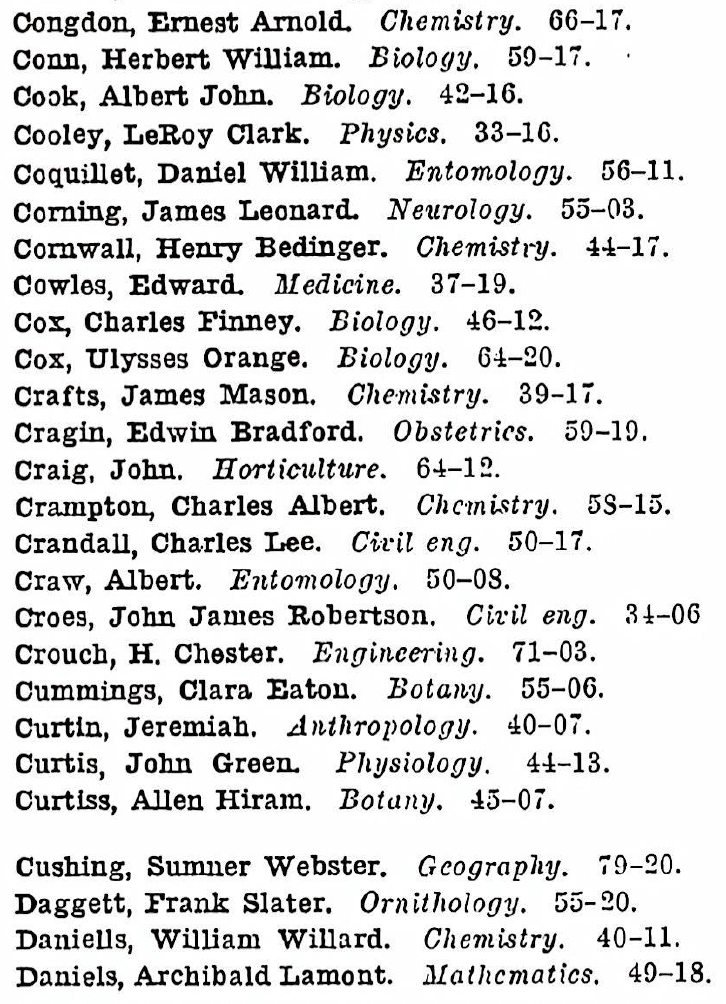 Congdon, Ernest Arnold. Chemistry. 66–17.
Conn, Herbert William. Biology. 59–17.
Cook, Albert John. Biology. 42–16.
Cooley, LeRoy Clark. Physics. 33–16.
Coquillet, Daniel William. Entomology. 56–11.
Corning, James Leonard. Neurology. 55–03.
Cornwall, Henry Bedinger. Chemistry. 44–17.
Cowles, Edward. Medicine. 37–19.
Cox, Charles Finney. Biology. 46–12.
Cox, Ulysses Orange. Biology. 64–20.
Crafts, James Mason. Chemistry. 39–17.
Cragin, Edwin Bradford. Obstetrics. 59–19.
Craig, John. Horticulture. 64–12.
Crampton, Charles Albert. Chemistry. 58–15.
Crandall, Charles Lee. Civil eng. 50–17.
Craw, Albert. Entomology. 50–08.
Croes, John James Robertson. Civil eng. 34–06
Crouch, H. Chester. Engineering. 71–03.
Cummings, Clara Eaton. Botany. 55–06.
Curtin, Jeremiah. Anthropology. 40–07.
Curtis, John Green. Physiology. 44–13.
Curtiss, Allen Hiram. Botany. 45–07.
Cushing, Sumner Webster. Geography. 79–20.
Daggett, Frank Slater. Ornithology. 55–20.
Daniells, William Willard. Chemistry. 40–11.
Daniels, Archibald Lamont. Mathematics. 49–18.